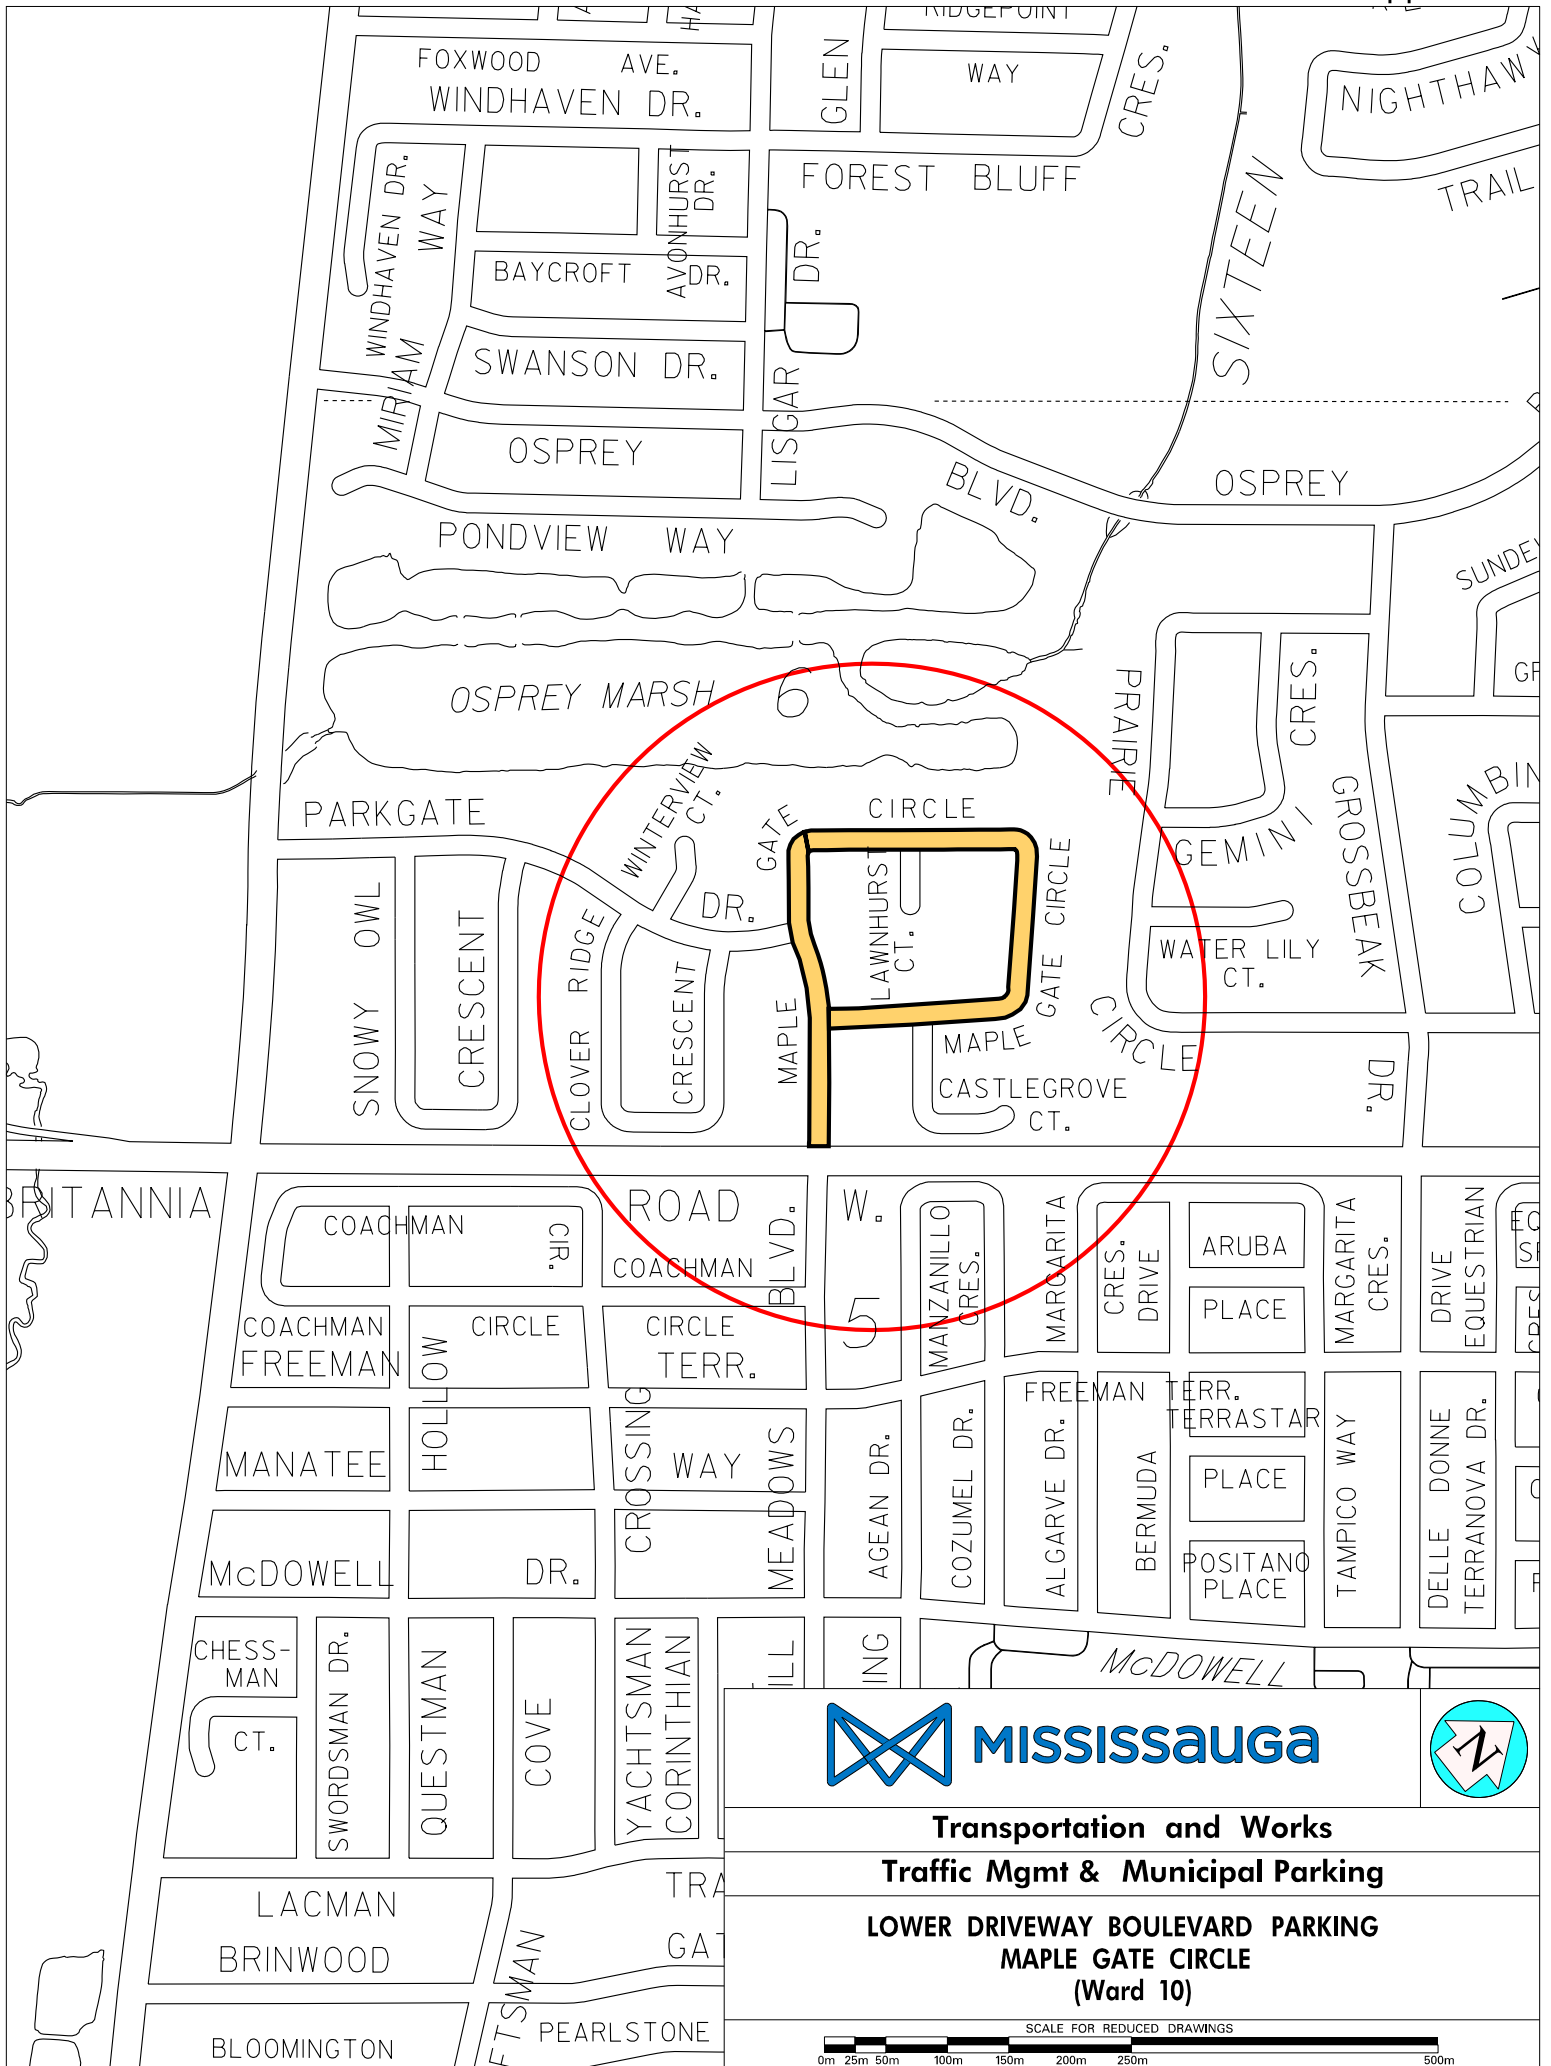 RIDGEPOINT
FOXWOOD AVE.
WINDHAVEN DR.
GLEN
WAY
CRES.
NIGHTHAWK
TRAIL
FOREST BLUFF
DR.
WINDHAVEN DR.
MIRIAM WAY
AVONHURST DR.
BAYCROFT DR.
SWANSON DR.
SIXTEEN
LISGAR
OSPREY
BLVD.
OSPREY
PONDVIEW WAY
OSPREY MARSH
6
PRAIRIE
CRES.
GROSSBEAK
GEMINI
WINTERVIEW CT.
PARKGATE
DR.
GATE
CIRCLE
LAWNHURST CT.
GATE CIRCLE
MAPLE
MAPLE
CIRCLE
WATER LILY
CT.
SNOWY OWL
CRESCENT
CLOVER RIDGE
CRESCENT
CASTLEGROVE
CT.
DR.
BRITANNIA
ROAD
W.
BLVD.
COACHMAN
CIR.
COACHMAN
5
MANZANILLO CRES.
MARGARITA
CRES.
DRIVE
ARUBA
PLACE
MARGARITA CRES.
DRIVE
EQUESTRIAN
COACHMAN
CIRCLE
CIRCLE
FREEMAN
TERR.
FREEMAN TERR.
TERRASTAR
PLACE
HOLLOW
CROSSING
MANATEE
WAY
MEADOWS
AGEAN DR.
COZUMEL DR.
ALGARVE DR.
BERMUDA
TAMPICO WAY
DELLE DONNE
TERRANOVA DR.
POSITANO
PLACE
McDOWELL
DR.
McDOWELL
CHESS-
MAN
CT.
SWORDSMAN DR.
QUESTMAN
COVE
YACHTSMAN
CORINTHIAN
LACMAN
BRINWOOD
BLOOMINGTON
PEARLSTONE
MISSISSAUGA
N
Transportation and Works
Traffic Mgmt & Municipal Parking
LOWER DRIVEWAY BOULEVARD PARKING
MAPLE GATE CIRCLE
(Ward 10)
SCALE FOR REDUCED DRAWINGS
0m 25m 50m 100m 150m 200m 250m 500m